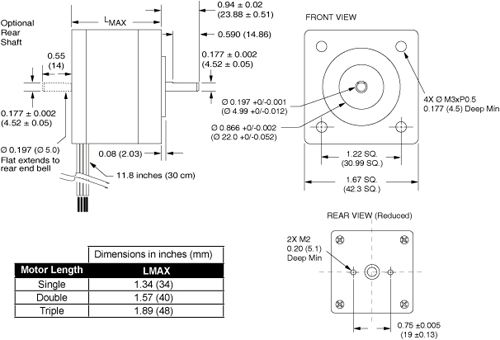 Optional
Rear
Shaft
LMAX
0.94 ± 0.02
(23.88 ± 0.51)
0.590 (14.86)
0.177 ± 0.002
(4.52 ± 0.05)
0.55
(14)
0.177 ± 0.002
(4.52 ± 0.05)
Ø 0.197 (Ø 5.0)
Flat extends to
rear end bell
0.08 (2.03)
11.8 inches (30 cm)
FRONT VIEW
Ø 0.197 +0/-0.001
(Ø 4.99 +0/-0.012)
Ø 0.866 +0/-0.002
(Ø 22.0 +0/-0.052)
4X Ø M3xP0.5
0.177 (4.5) Deep Min
1.22 SQ.
(30.99 SQ.)
1.67 SQ.
(42.3 SQ.)
REAR VIEW (Reduced)
2X M2
0.20 (5.1)
Deep Min
0.75 ±0.005
(19 ±0.13)
Dimensions in inches (mm)
Motor Length LMAX
Single 1.34 (34)
Double 1.57 (40)
Triple 1.89 (48)